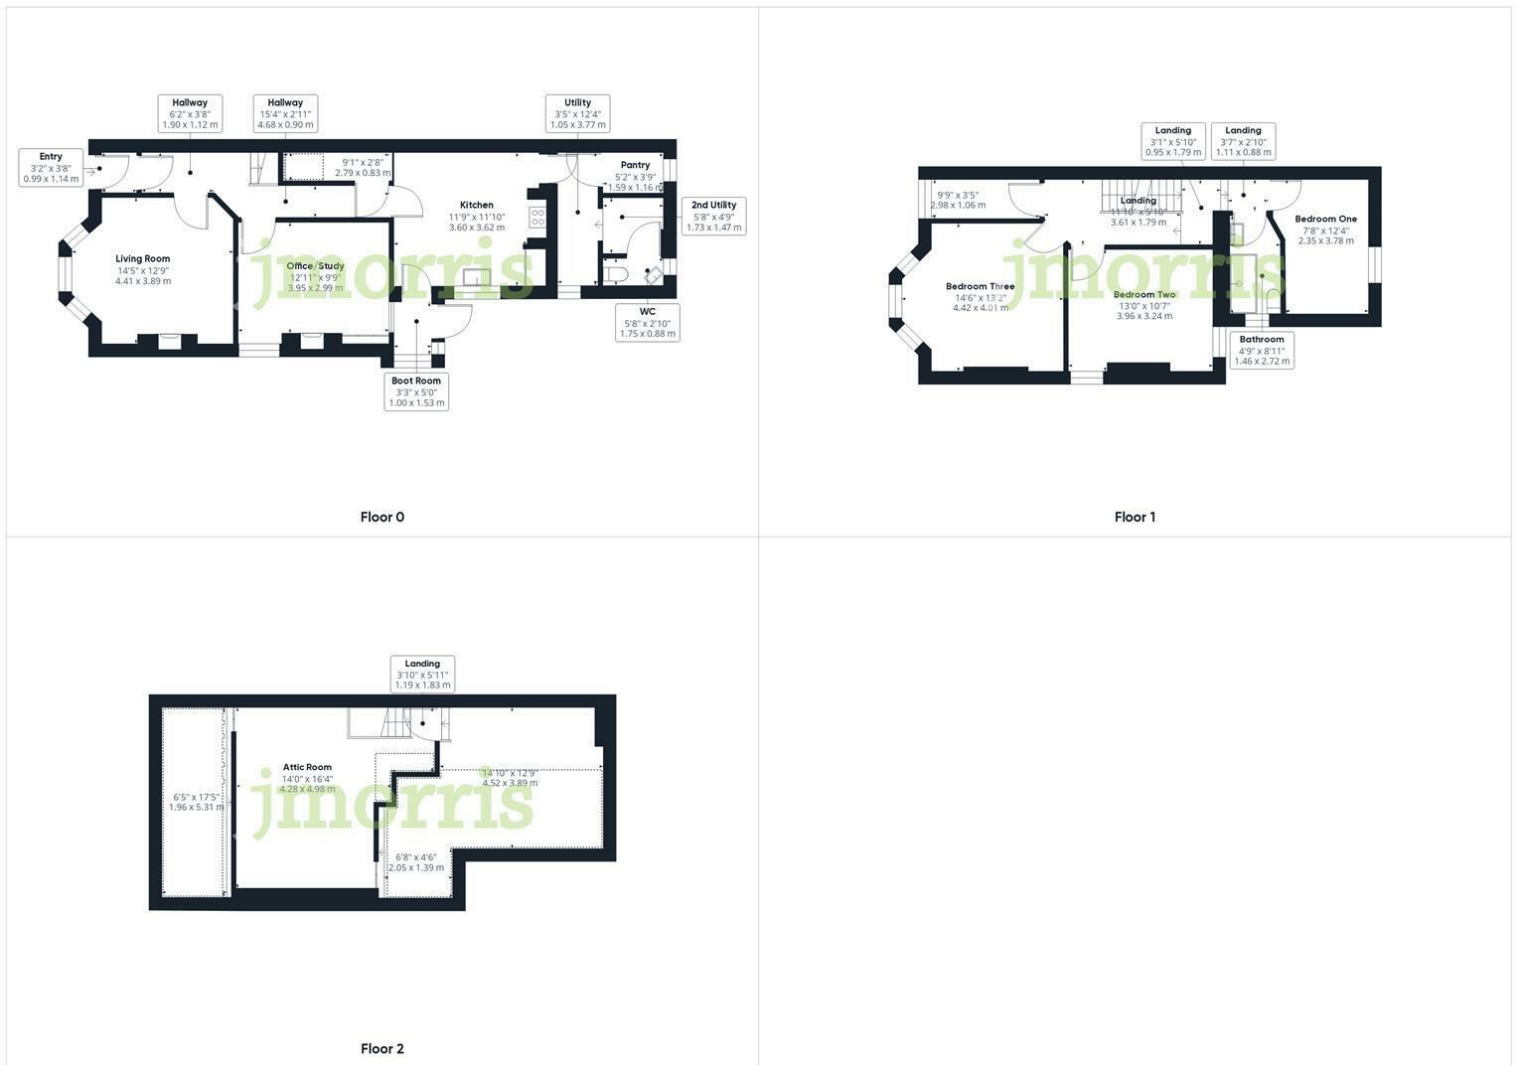 Hallway
6'2" x 3'8"
1.90 x 1.12 m
Hallway
15'4" x 2'11"
4.68 x 0.90 m
Utility
3'5" x 12'4"
1.05 x 3.77 m
Entry
3'2" x 3'8"
0.99 x 1.14 m
9'1" x 2'8"
2.79 x 0.83 m
Pantry
5'2" x 3'9"
1.59 x 1.16 m
Kitchen
11'9" x 11'10"
3.60 x 3.62 m
2nd Utility
5'8" x 4'9"
1.73 x 1.47 m
Living Room
14'5" x 12'9"
4.41 x 3.89 m
Office/Study
12'11" x 9'9"
3.95 x 2.99 m
jmorris
WC
5'8" x 2'10"
1.75 x 0.88 m
Boot Room
3'3" x 5'0"
1.00 x 1.53 m
Floor 0
Landing
3'1" x 5'10"
0.95 x 1.79 m
Landing
3'7" x 2'10"
1.11 x 0.88 m
9'9" x 3'5"
2.98 x 1.06 m
Landing
11'10" x 5'10"
3.61 x 1.79 m
Bedroom One
7'8" x 12'4"
2.35 x 3.78 m
jmorris
Bedroom Three
14'6" x 13'2"
4.42 x 4.01 m
Bedroom Two
13'0" x 10'7"
3.96 x 3.24 m
Bathroom
4'9" x 8'11"
1.46 x 2.72 m
Floor 1
Landing
3'10" x 5'11"
1.19 x 1.83 m
Attic Room
14'0" x 16'4"
4.28 x 4.98 m
14'10" x 12'9"
4.52 x 3.89 m
6'5" x 17'5"
1.96 x 5.31 m
jmorris
6'8" x 4'6"
2.05 x 1.39 m
Floor 2